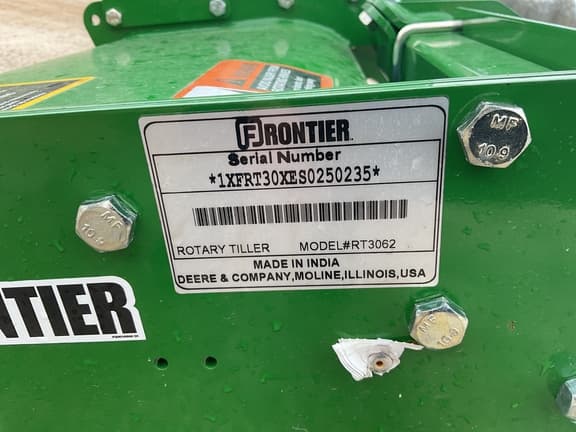 FRONTIER
Serial Number
*1XFRT30XES0250235*
ROTARY TILLER MODEL#RT3062
MADE IN INDIA
DEERE & COMPANY,MOLINE,ILLINOIS,USA
MF
10.9
MF
10.9
MF
10.9
NTIER